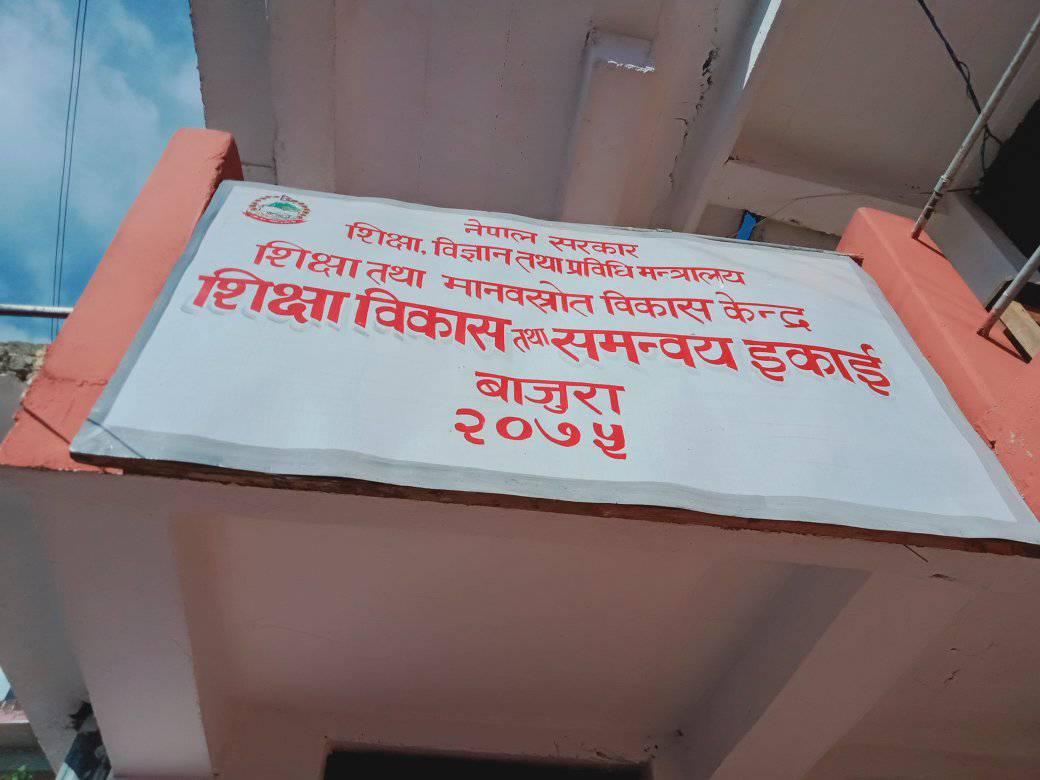 नेपाल सरकार
शिक्षा, विज्ञान तथा प्रविधि मन्त्रालय
शिक्षा तथा मानवस्रोत विकास केन्द्र
शिक्षा विकास तथा समन्वय इकाई
बाजुरा
२०७५